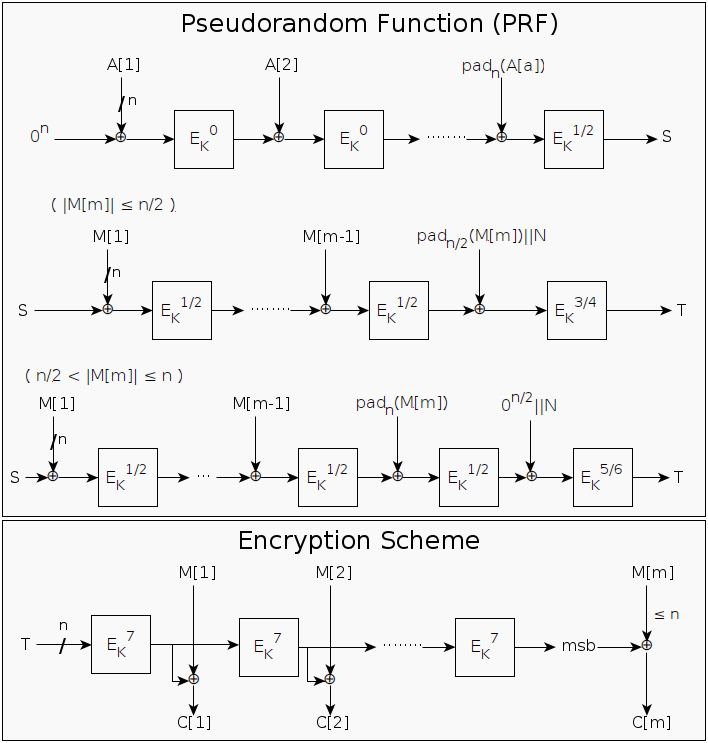 Pseudorandom Function (PRF)
A[1] A[2] pad_n(A[a])
n
0^n ⊕ E_K^0 ⊕ E_K^0 ········ ⊕ E_K^1/2 S
( |M[m]| ≤ n/2 )
M[1] M[m-1] pad_n/2(M[m])||N
n
S ⊕ E_K^1/2 ········ ⊕ E_K^1/2 ⊕ E_K^3/4 T
( n/2 < |M[m]| ≤ n )
M[1] M[m-1] pad_n(M[m]) 0^n/2||N
n
S ⊕ E_K^1/2 ··· ⊕ E_K^1/2 ⊕ E_K^1/2 ⊕ E_K^5/6 T
Encryption Scheme
M[1] M[2] M[m]
n ≤ n
T E_K^7 E_K^7 ········ E_K^7 msb ⊕
⊕ ⊕
C[1] C[2] C[m]